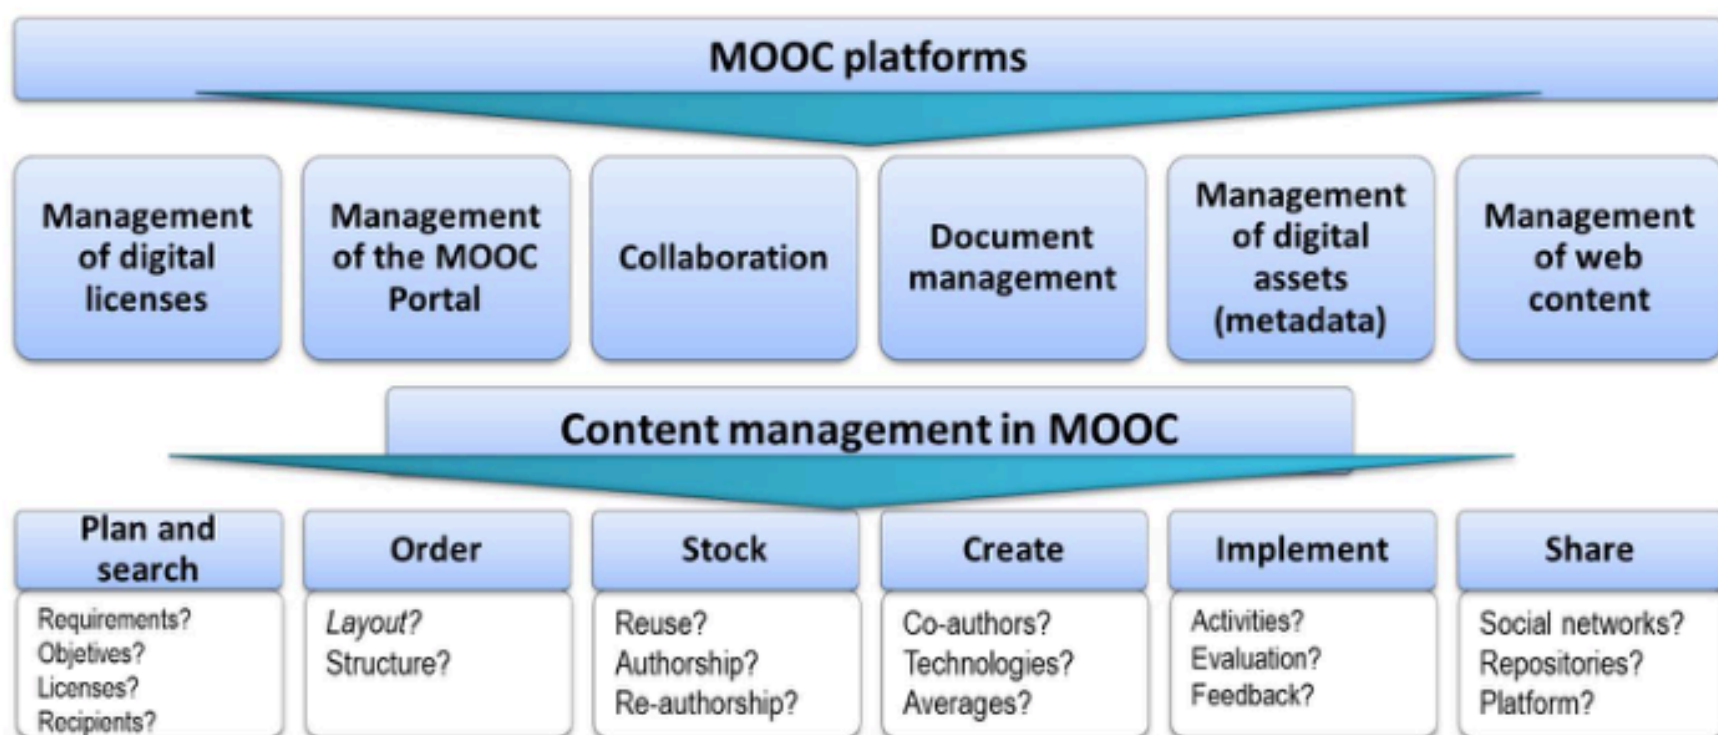 MOOC platforms
Management
of digital
licenses
Management
of the MOOC
Portal
Collaboration
Document
management
Management
of digital
assets
(metadata)
Management
of web
content
Content management in MOOC
Plan and
search
Requirements?
Objetives?
Licenses?
Recipients?
Order
Layout?
Structure?
Stock
Reuse?
Authorship?
Re-authorship?
Create
Co-authors?
Technologies?
Averages?
Implement
Activities?
Evaluation?
Feedback?
Share
Social networks?
Repositories?
Platform?